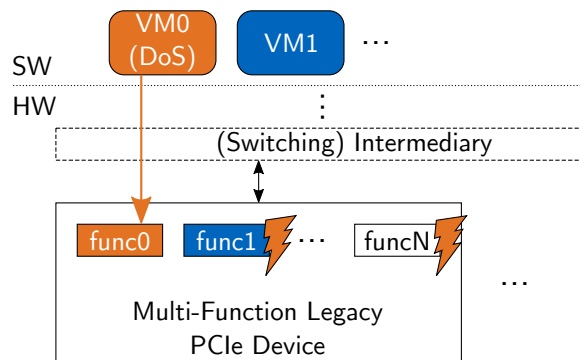 VM0
(DoS)
VM1
...
SW
HW
⋮
(Switching) Intermediary
func0
func1
...
funcN
...
Multi-Function Legacy
PCIe Device